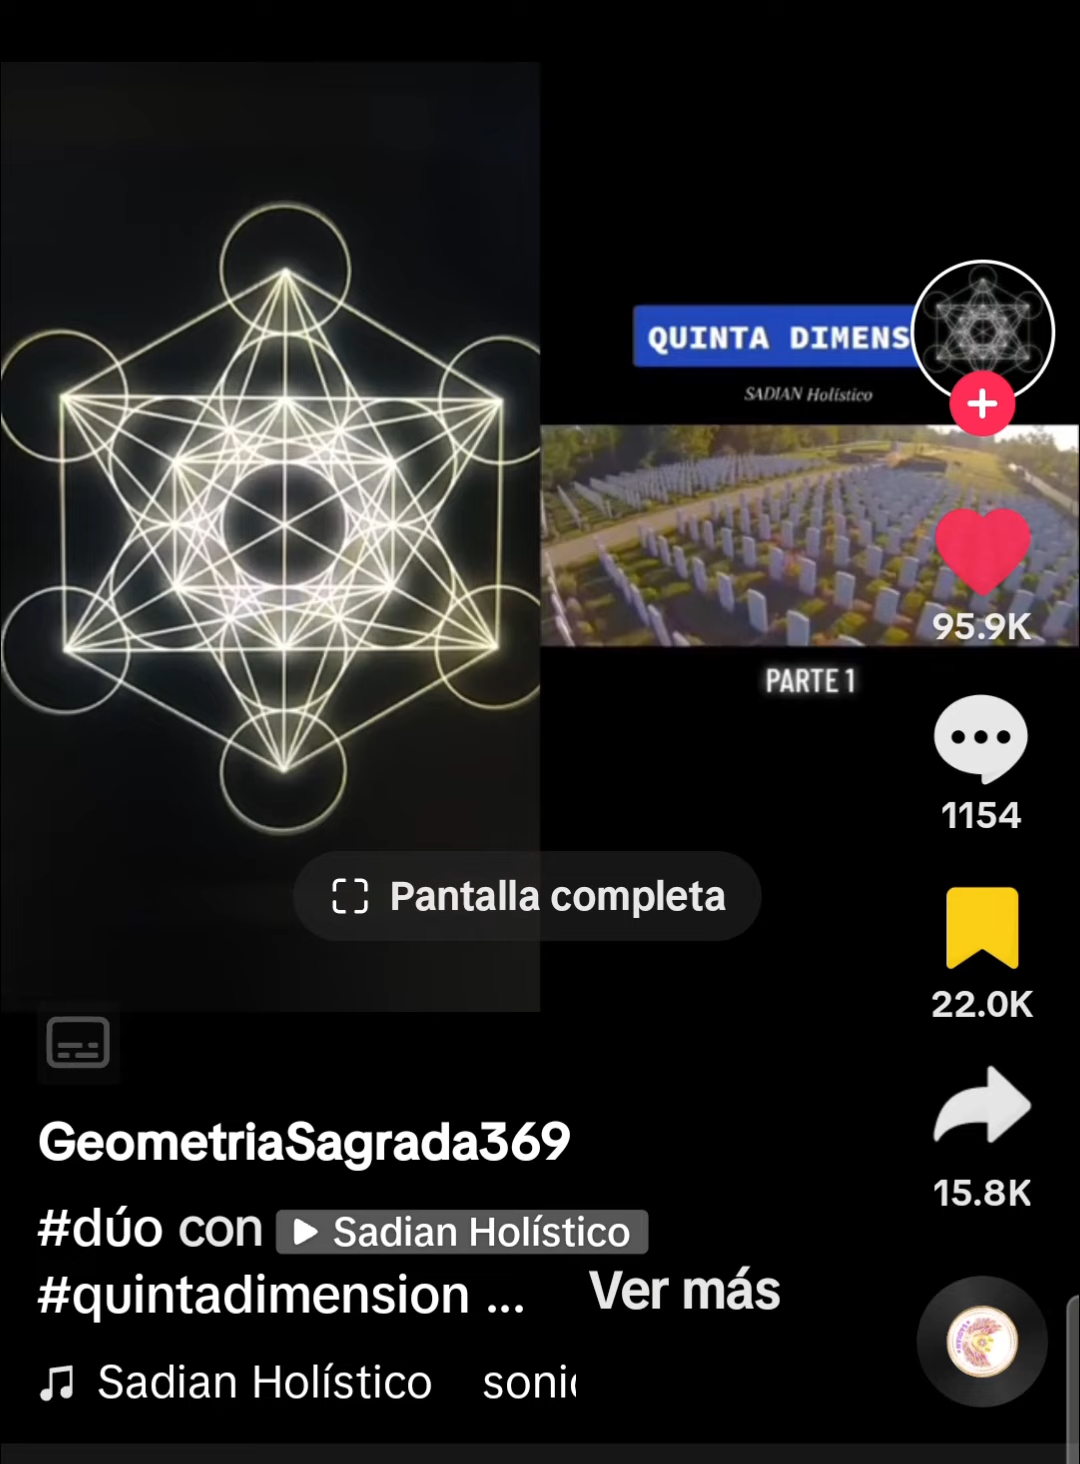 QUINTA DIMENS
SADIAN Holístico
95.9K
PARTE 1
1154
Pantalla completa
22.0K
GeometriaSagrada369
15.8K
#dúo con Sadian Holístico
#quintadimension ... Ver más
Sadian Holístico soni